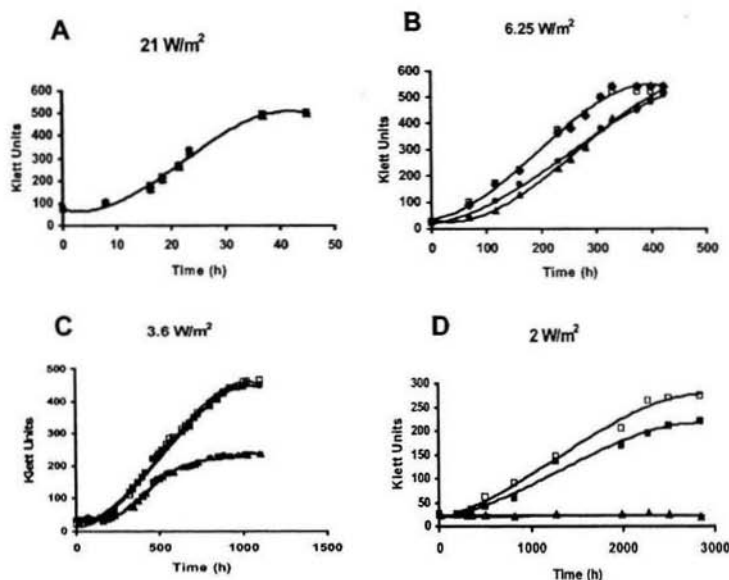 A
21 W/m²
600
500
400
300
200
100
0
Klett Units
0 10 20 30 40 50
Time (h)
B
6.25 W/m²
600
500
400
300
200
100
0
Klett Units
0 100 200 300 400 500
Time (h)
C
3.6 W/m²
500
400
300
200
100
0
Klett Units
0 500 1000 1500
Time (h)
D
2 W/m²
300
250
200
150
100
50
0
Klett Units
0 1000 2000 3000
Time (h)